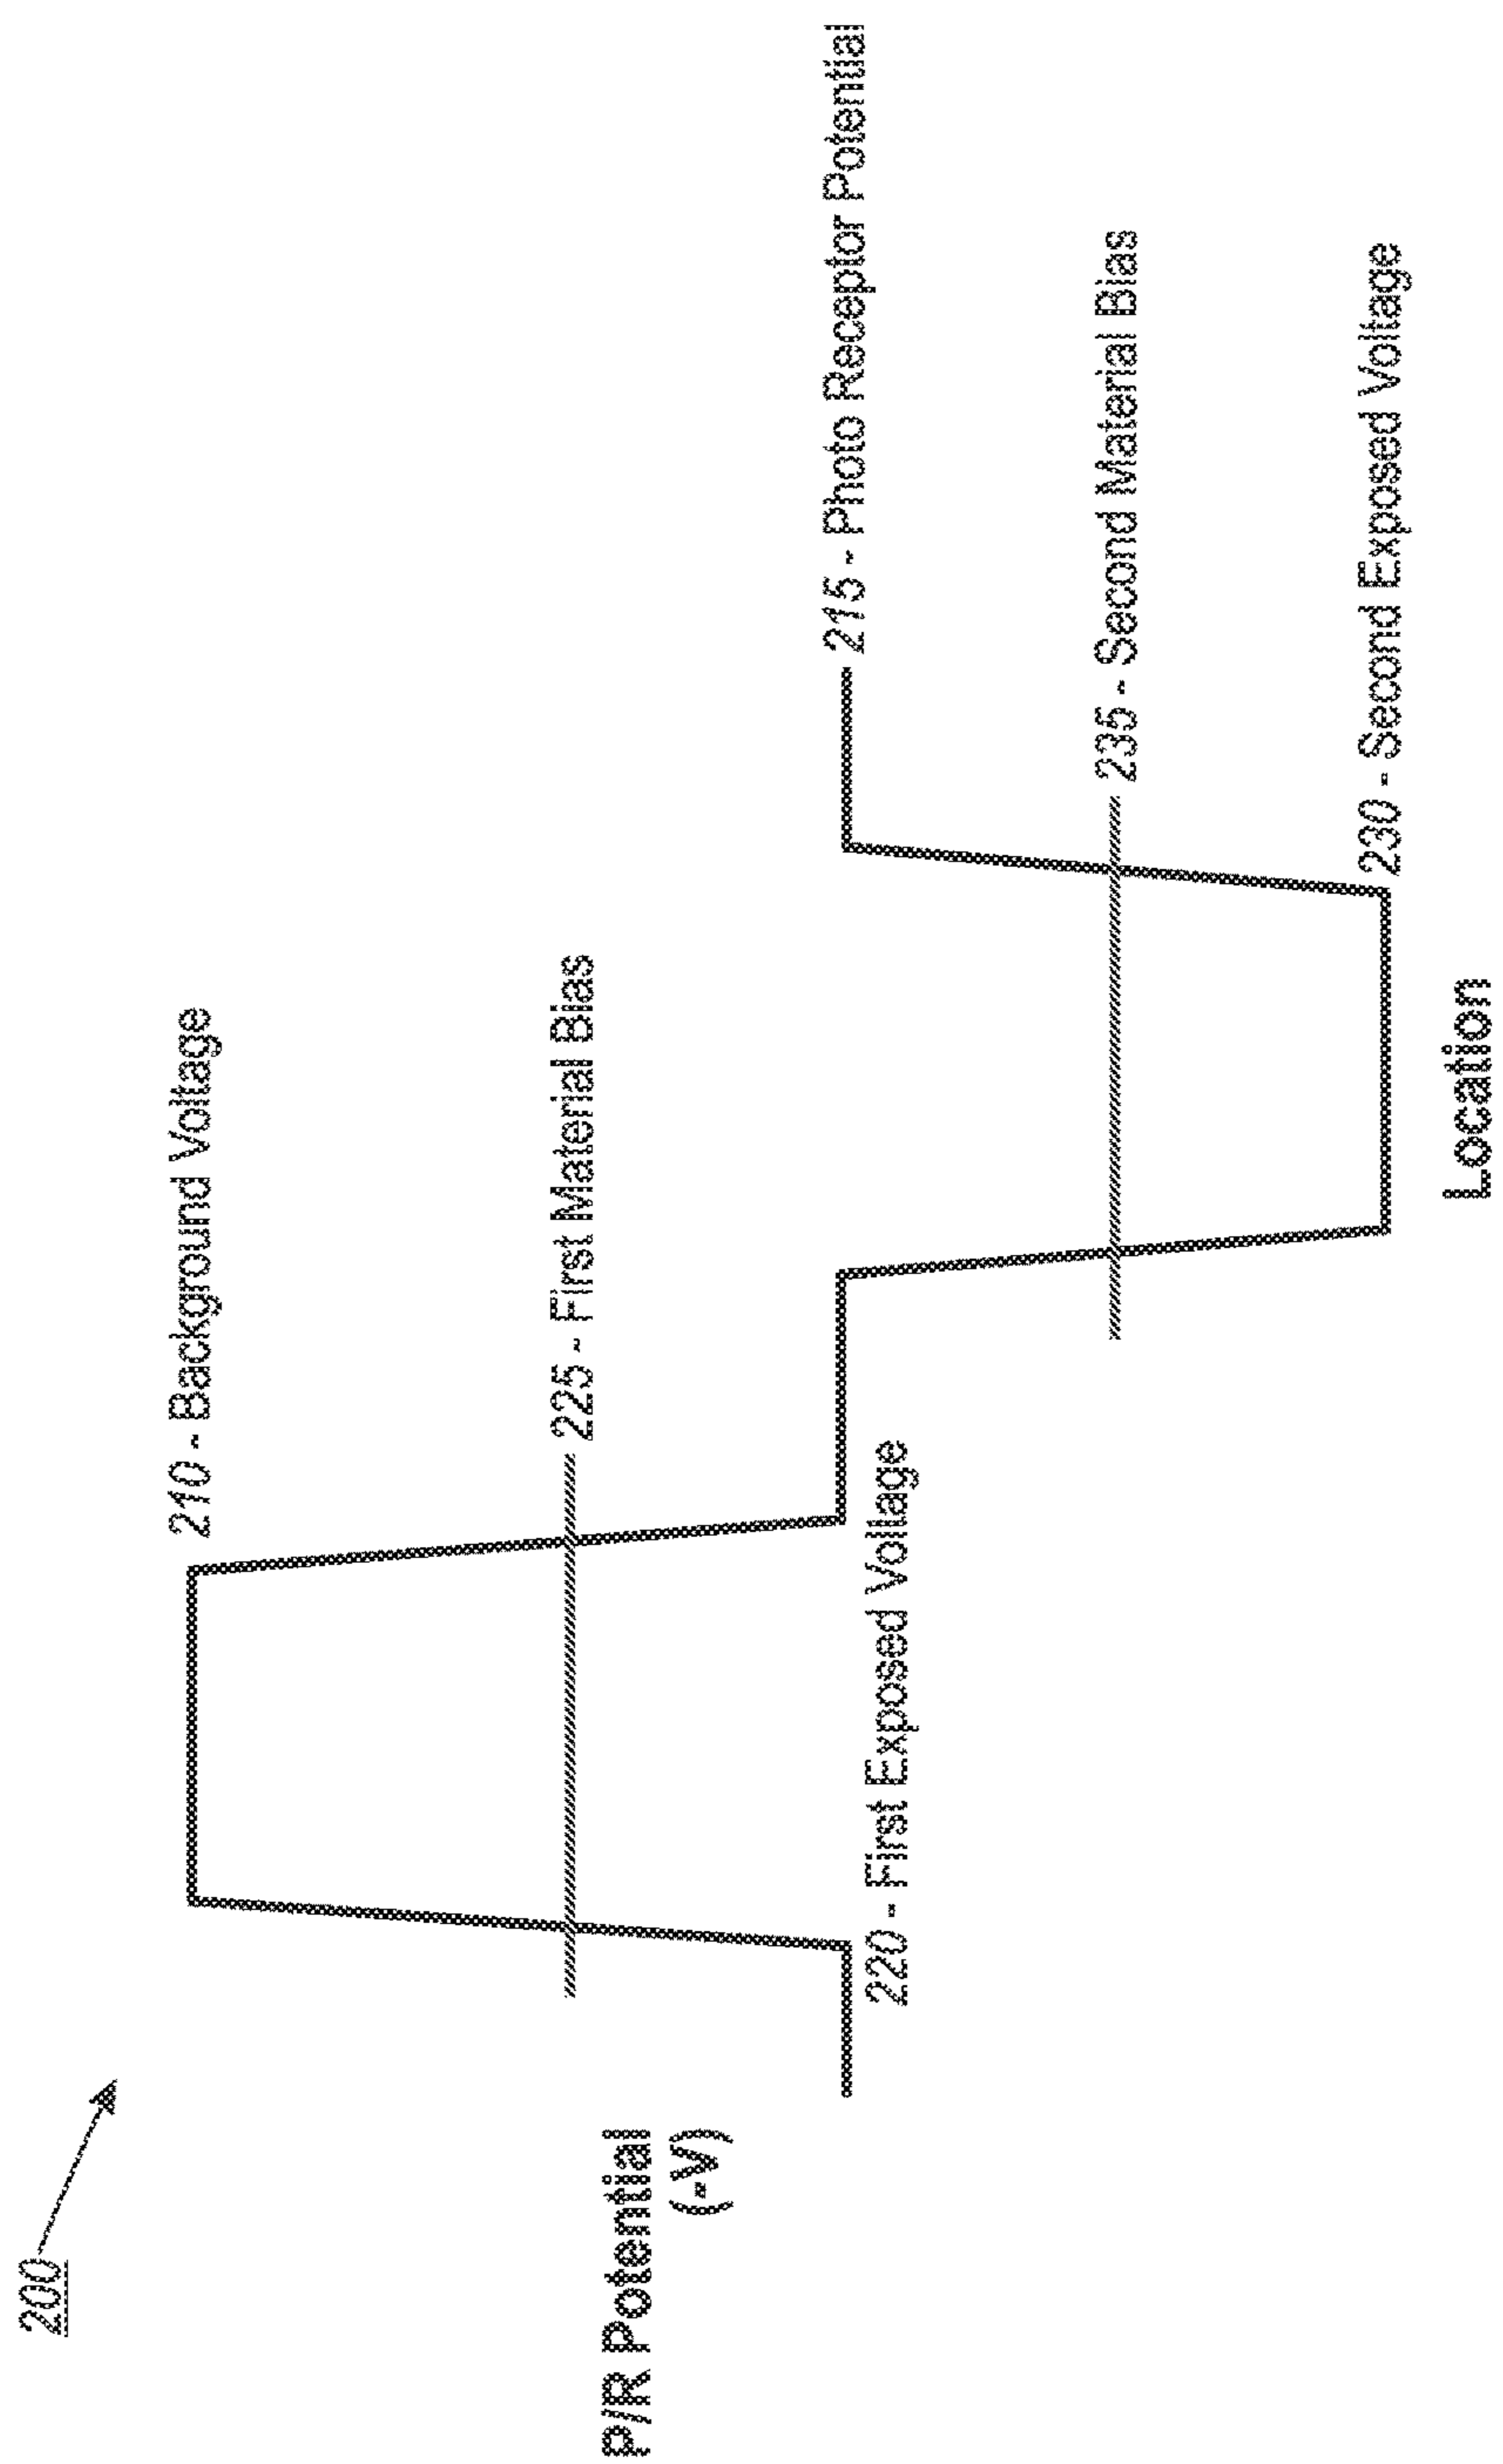 200
210 - Background Voltage
225 - First Material Bias
P/R Potential
(-V)
215 - Photo Receptor Potential
220 - First Exposed Voltage
235 - Second Material Bias
230 - Second Exposed Voltage
Location